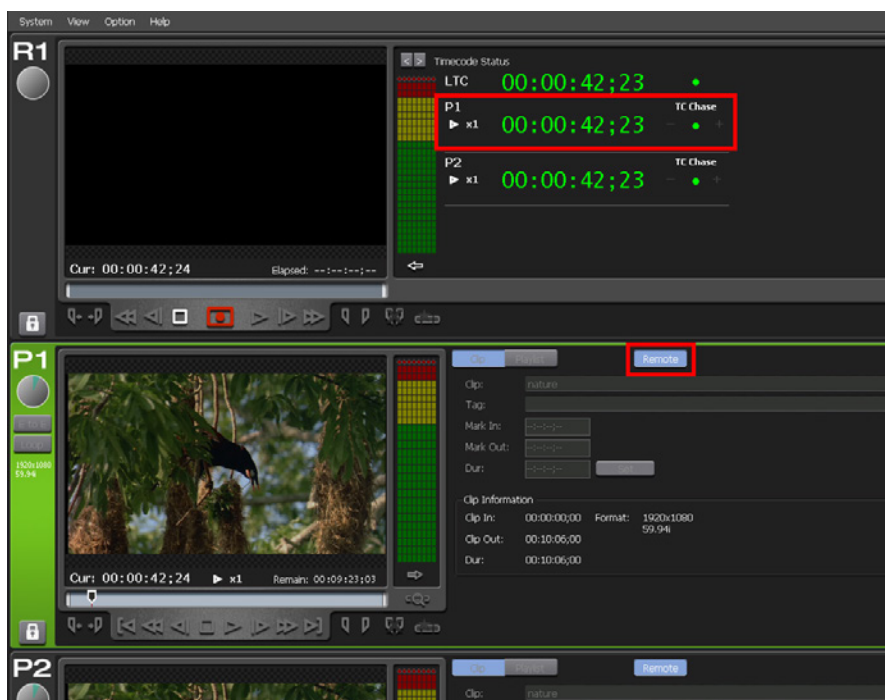 System View Option Help
R1
< > Timecode Status
LTC 00:00:42;23
P1 TC Chase
x1 00:00:42;23 - +
P2 TC Chase
x1 00:00:42;23 - +
Cur: 00:00:42;24 Elapsed: --:--:--;--
P1
Clip Playlist Remote
Clip: nature
Tag:
E to E
Loop
Mark In: --:--:--;--
Mark Out: --:--:--;--
1920x1080
59.94i
Dur: --:--:--;--
Clip Information
Clip In: 00:00:00;00 Format: 1920x1080
59.94i
Clip Out: 00:10:06;00
Dur: 00:10:06;00
Cur: 00:00:42;24 x1 Remain: 00:09:23;03
P2
Clip Playlist Remote
Clip: nature